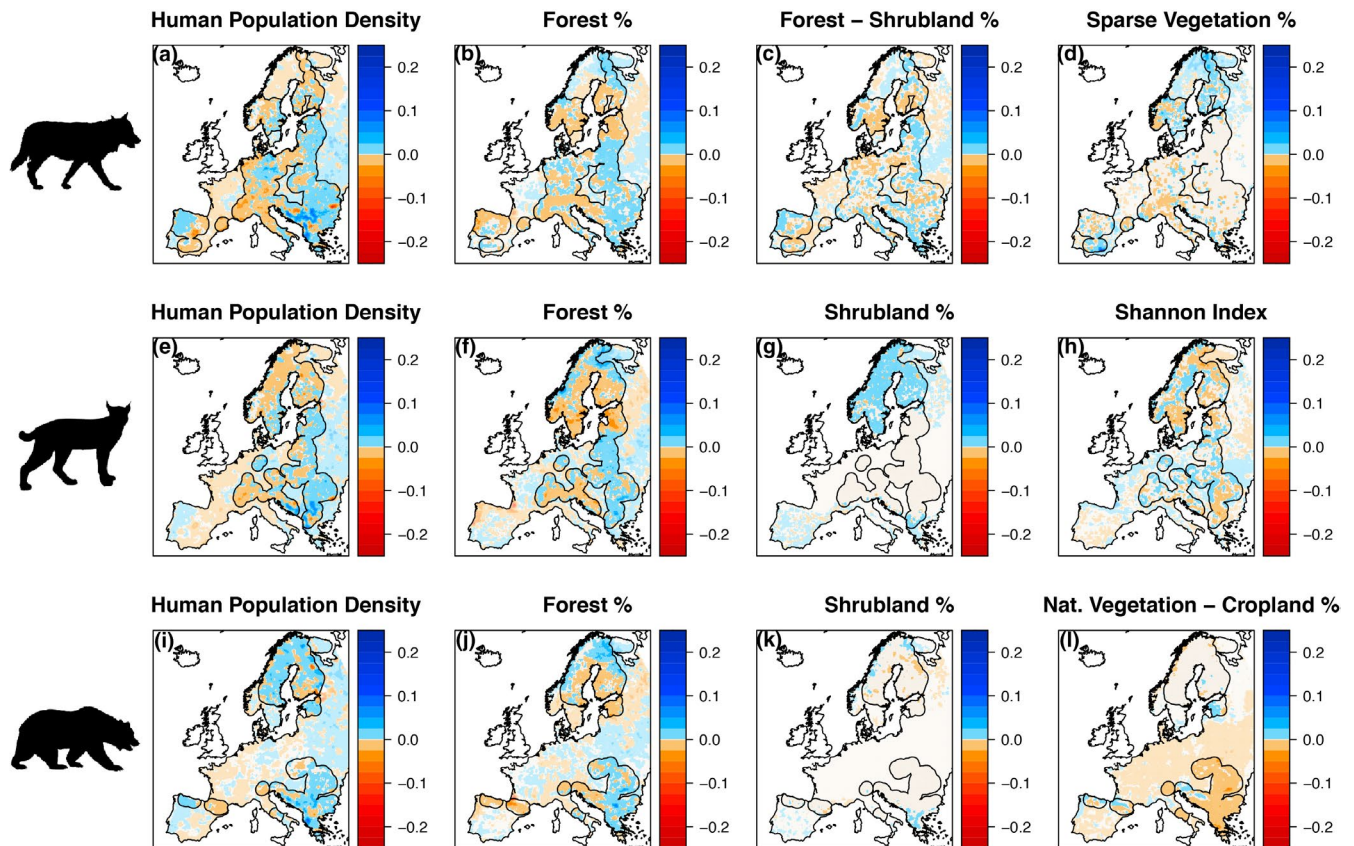 Human Population Density
Forest %
Forest – Shrubland %
Sparse Vegetation %
(a)
0.2
0.1
0.0
−0.1
−0.2
(b)
0.2
0.1
0.0
−0.1
−0.2
(c)
0.2
0.1
0.0
−0.1
−0.2
(d)
0.2
0.1
0.0
−0.1
−0.2
Human Population Density
Forest %
Shrubland %
Shannon Index
(e)
0.2
0.1
0.0
−0.1
−0.2
(f)
0.2
0.1
0.0
−0.1
−0.2
(g)
0.2
0.1
0.0
−0.1
−0.2
(h)
0.2
0.1
0.0
−0.1
−0.2
Human Population Density
Forest %
Shrubland %
Nat. Vegetation – Cropland %
(i)
0.2
0.1
0.0
−0.1
−0.2
(j)
0.2
0.1
0.0
−0.1
−0.2
(k)
0.2
0.1
0.0
−0.1
−0.2
(l)
0.2
0.1
0.0
−0.1
−0.2